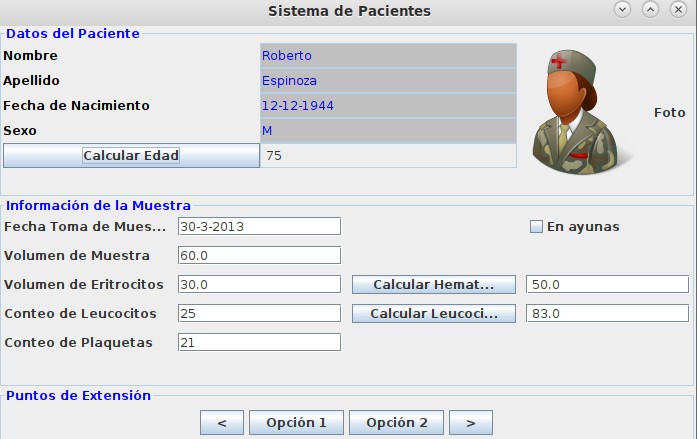 Sistema de Pacientes
Datos del Paciente
Nombre Roberto
Apellido Espinoza
Fecha de Nacimiento 12-12-1944
Sexo M
Calcular Edad 75
Foto
Información de la Muestra
Fecha Toma de Mues... 30-3-2013 En ayunas
Volumen de Muestra 60.0
Volumen de Eritrocitos 30.0 Calcular Hemat... 50.0
Conteo de Leucocitos 25 Calcular Leucoci... 83.0
Conteo de Plaquetas 21
Puntos de Extensión
< Opción 1 Opción 2 >